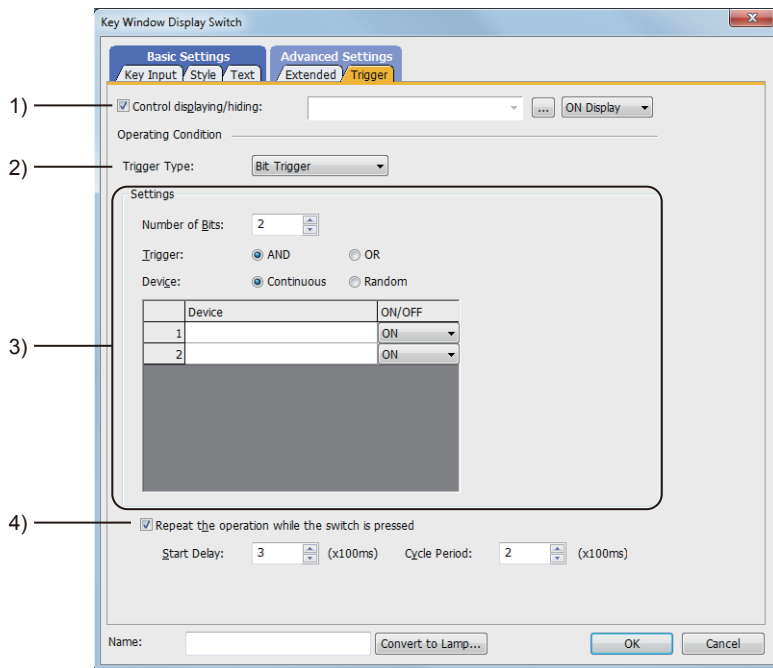 Key Window Display Switch
x
Basic Settings Advanced Settings
Key Input Style Text Extended Trigger
1) Control displaying/hiding: ... ON Display
Operating Condition
2) Trigger Type: Bit Trigger
Settings
Number of Bits: 2
Trigger: AND OR
Device: Continuous Random
Device ON/OFF
1 ON
3) 2 ON
4) Repeat the operation while the switch is pressed
Start Delay: 3 (x100ms) Cycle Period: 2 (x100ms)
Name: Convert to Lamp... OK Cancel